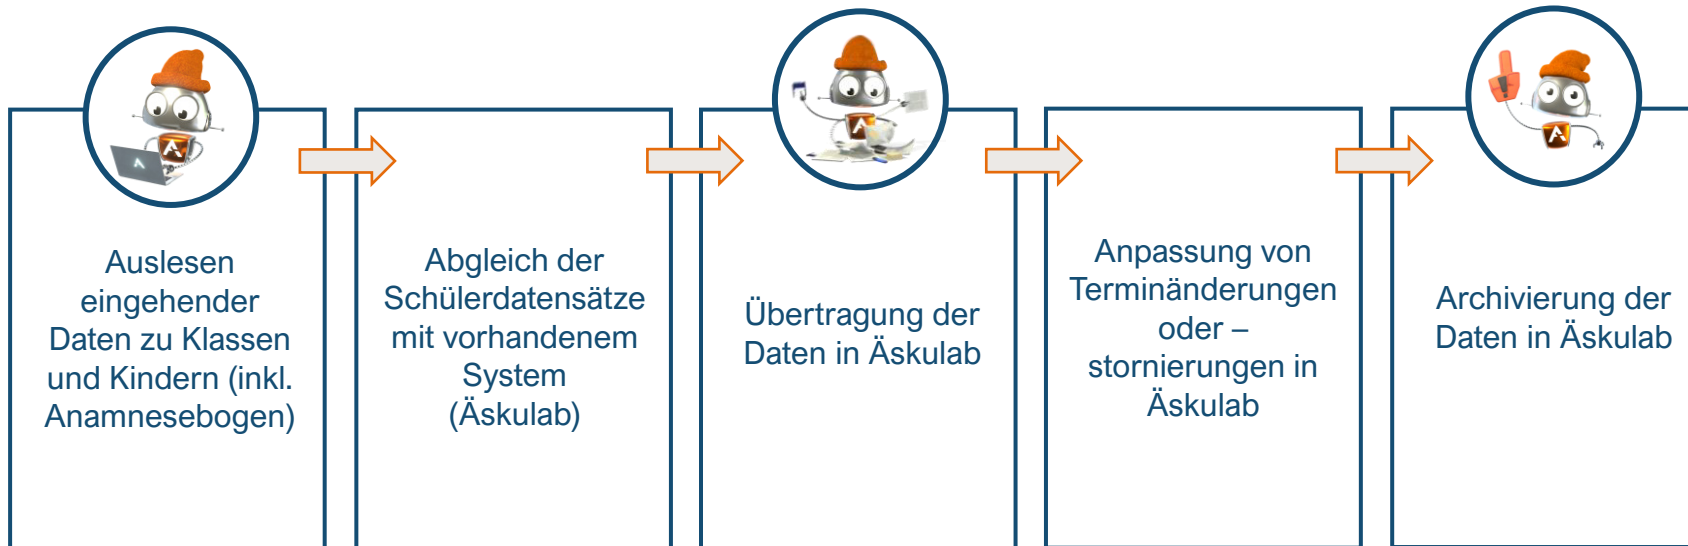 Auslesen
eingehender
Daten zu Klassen
und Kindern (inkl.
Anamnesebogen)
Abgleich der
Schülerdatensätze
mit vorhandenem
System
(Äskulab)
Übertragung der
Daten in Äskulab
Anpassung von
Terminänderungen
oder –
stornierungen in
Äskulab
Archivierung der
Daten in Äskulab